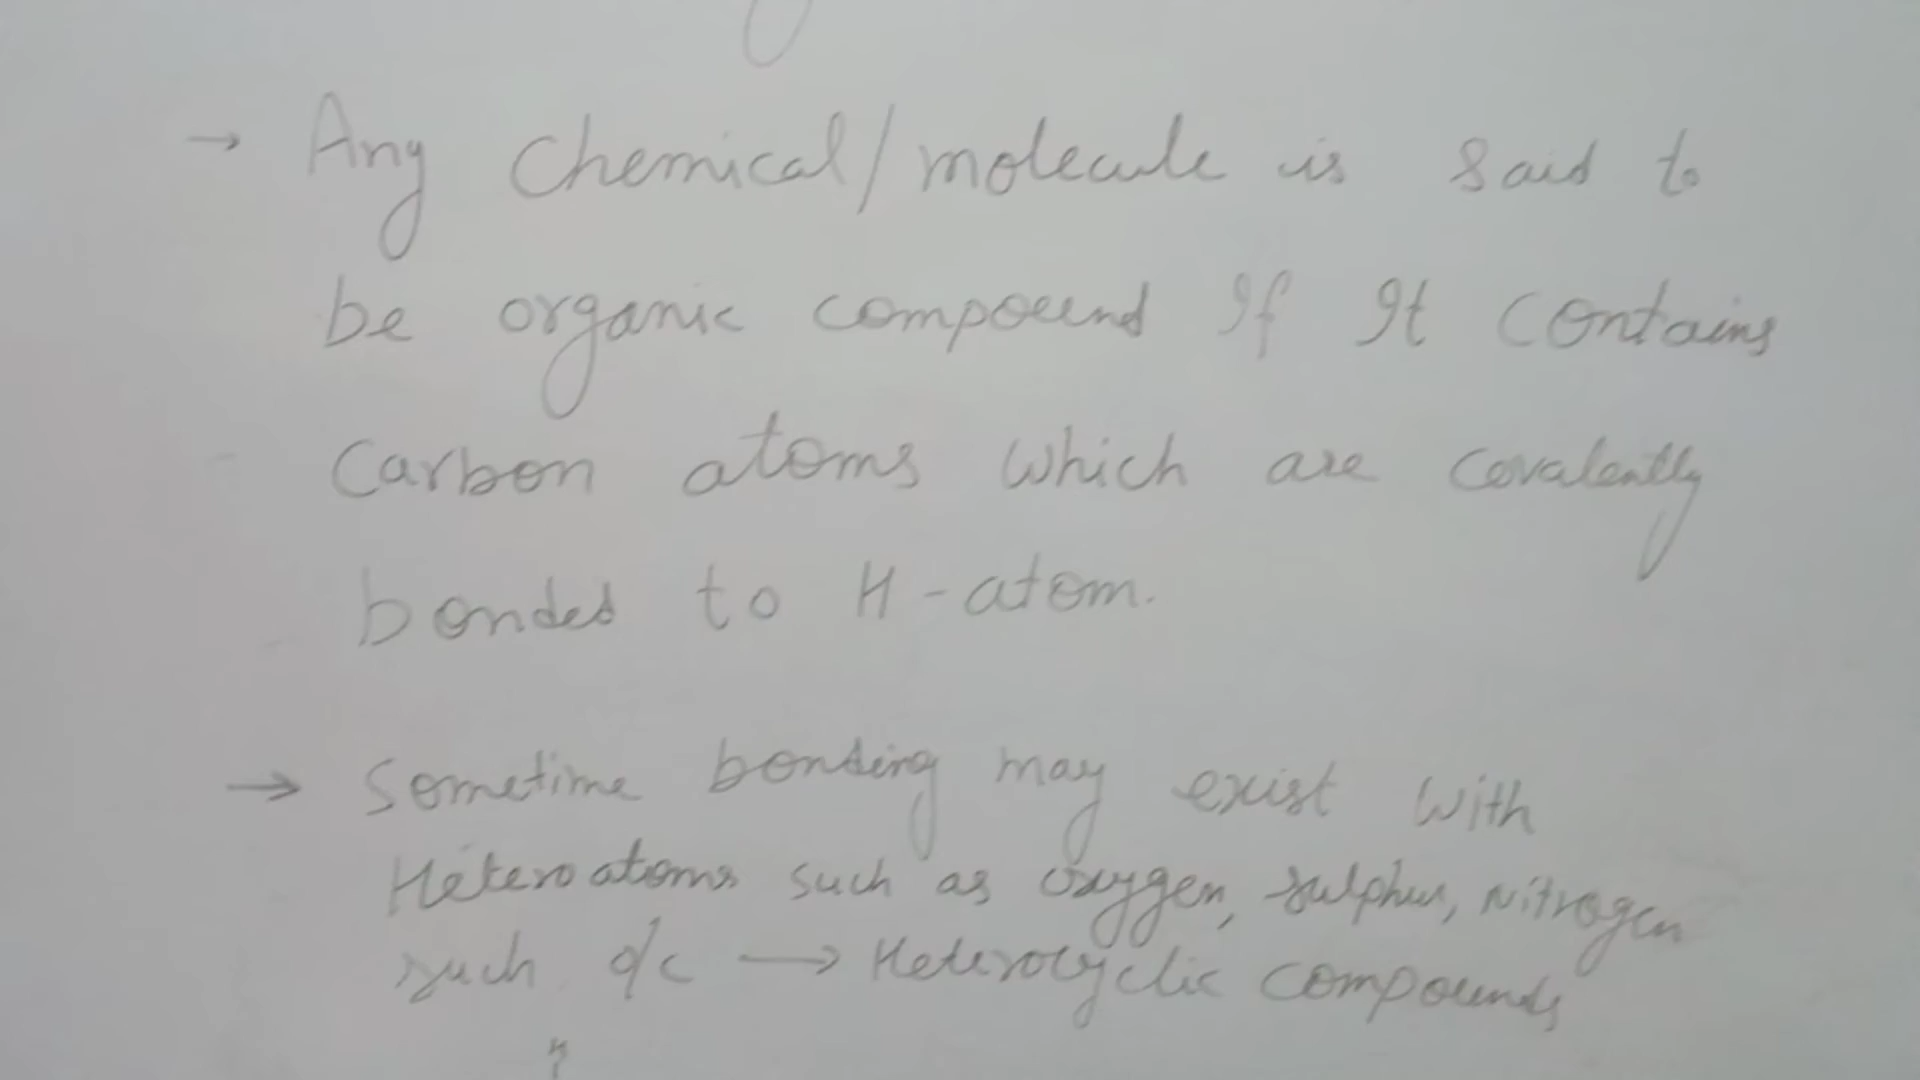 → Any Chemical/molecule is said to
be organic compound If It Contains
Carbon atoms which are covalently
bonded to H-atom.
→ Sometime bonding may exist with
Heteroatoms such as oxygen, sulphur, Nitrogen
such o/c → Heterocyclic compounds